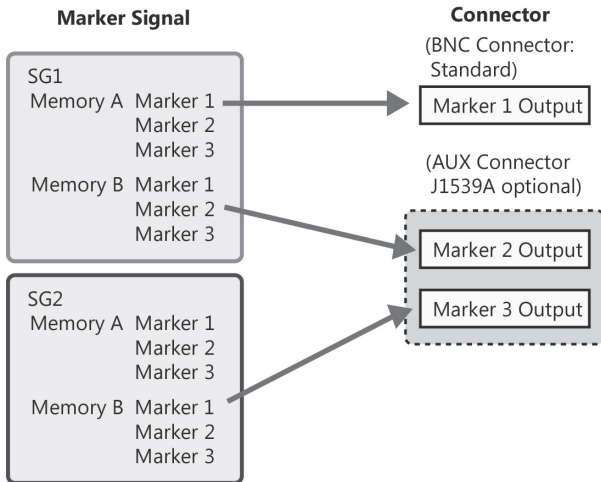 Marker Signal
SG1
Memory A Marker 1
Marker 2
Marker 3
Memory B Marker 1
Marker 2
Marker 3
SG2
Memory A Marker 1
Marker 2
Marker 3
Memory B Marker 1
Marker 2
Marker 3
Connector
(BNC Connector:
Standard)
Marker 1 Output
(AUX Connector
J1539A optional)
Marker 2 Output
Marker 3 Output